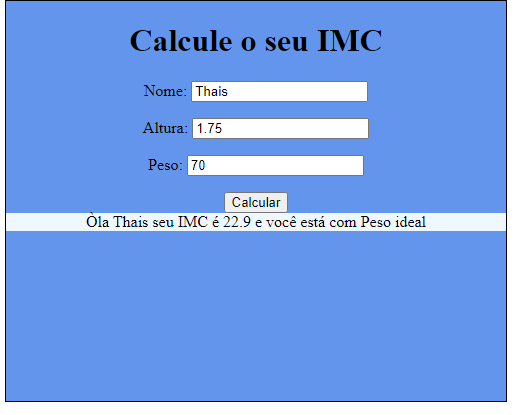 Calcule o seu IMC
Nome: Thais
Altura: 1.75
Peso: 70
Calcular
Òla Thais seu IMC é 22.9 e você está com Peso ideal